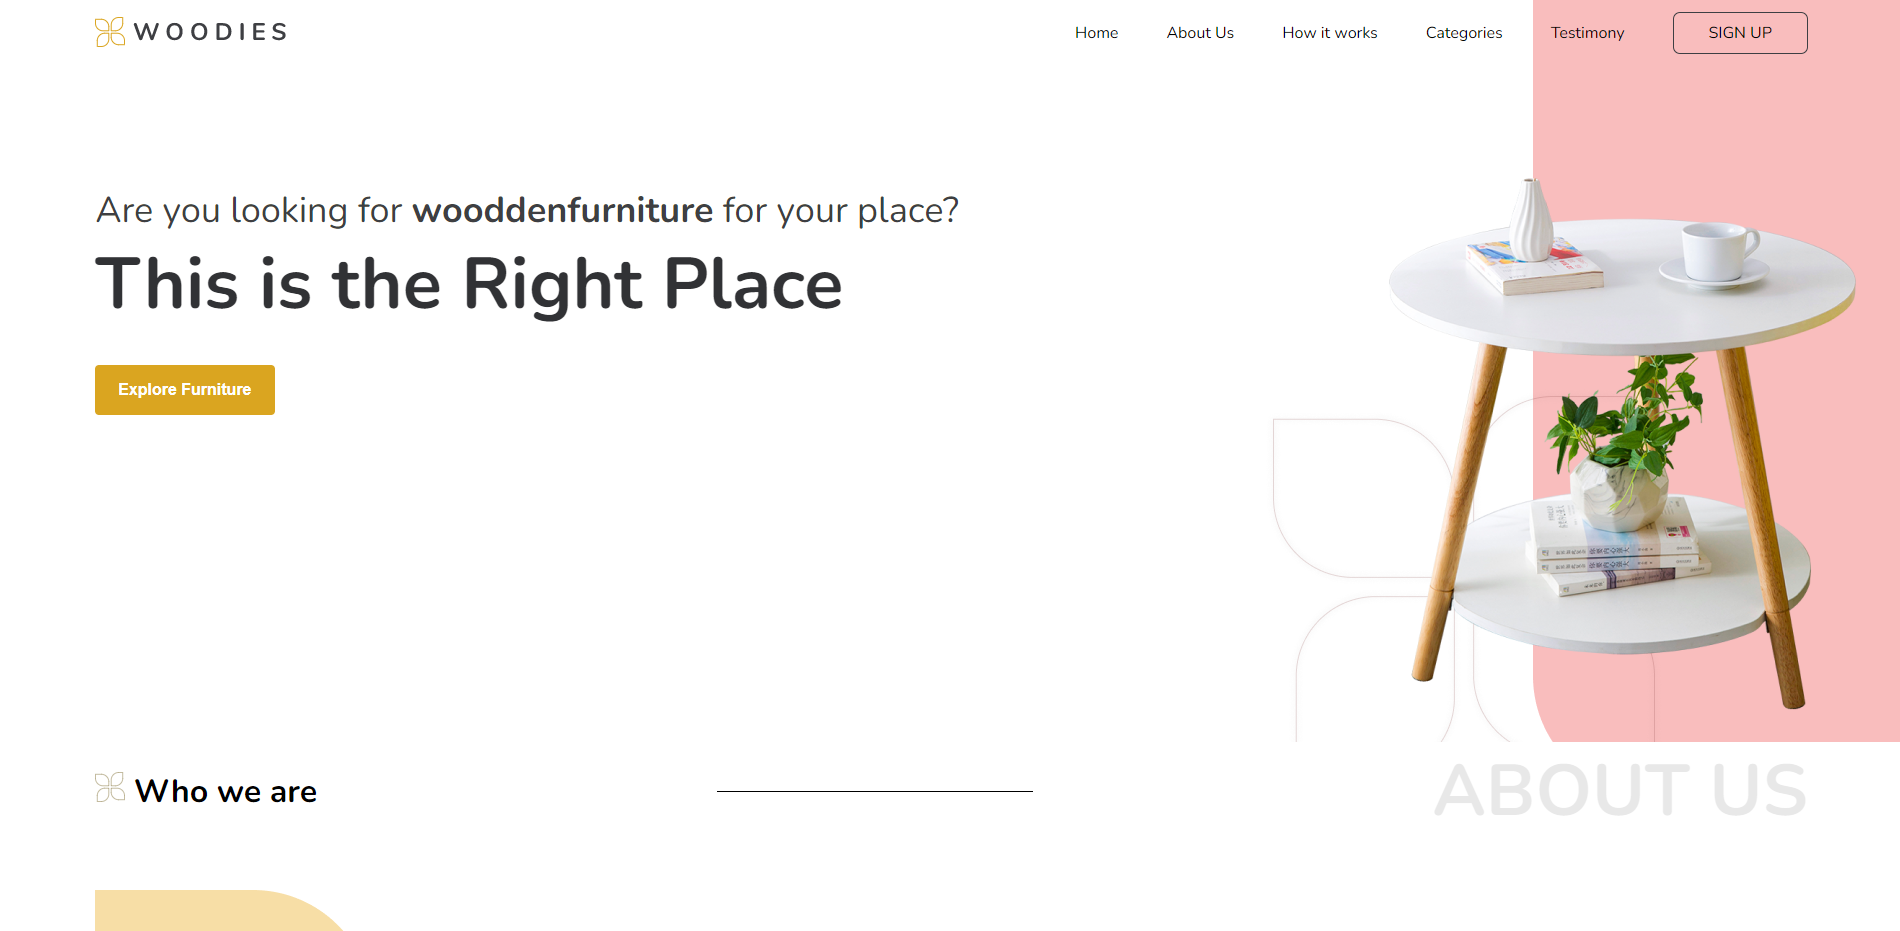 WOODIES
Home
About Us
How it works
Categories
Testimony
SIGN UP
Are you looking for wooddenfurniture for your place?
This is the Right Place
Explore Furniture
Who we are
ABOUT US